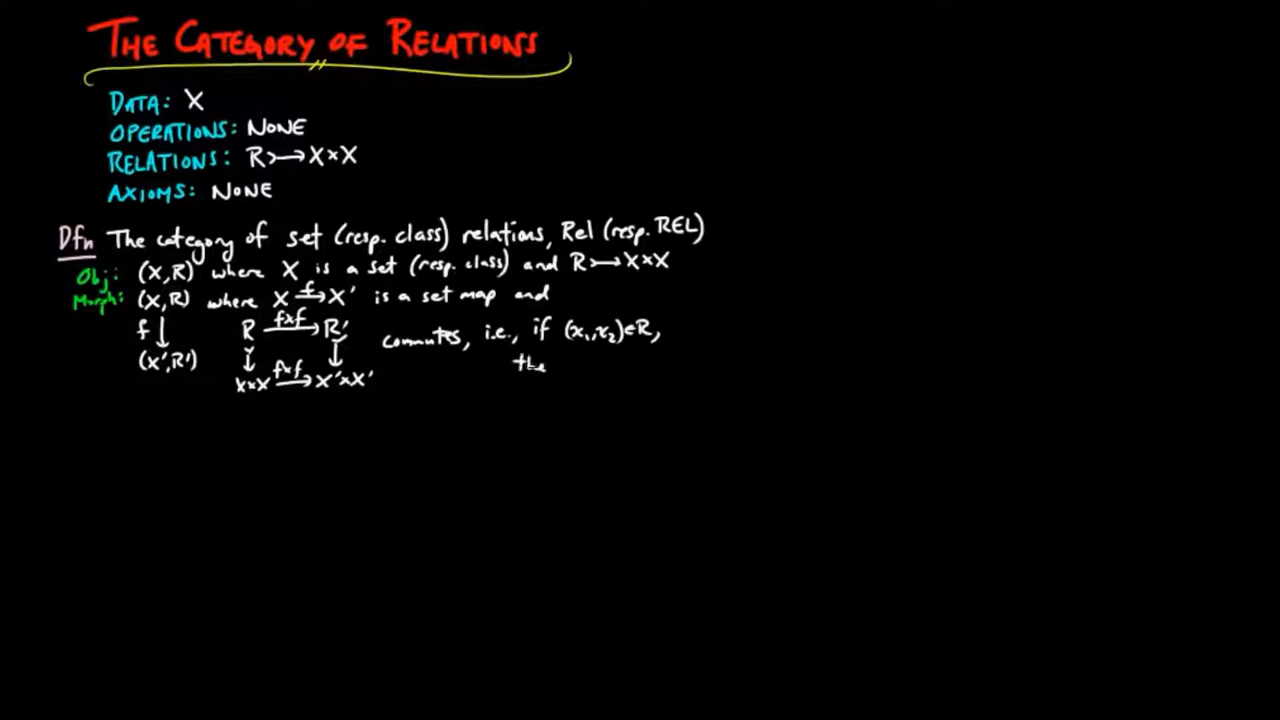 THE CATEGORY OF RELATIONS
DATA: X
OPERATIONS: NONE
RELATIONS: R↣X×X
AXIOMS: NONE
Dfn The category of set (resp. class) relations, Rel (resp. REL)
Obj: (X,R) where X is a set (resp. class) and R↣X×X
Morph: (X,R) where X -f→ X' is a set map and
f↓ R -f×f→ R' commutes, i.e., if (x₁,x₂)∈R,
(X',R') ↓ ↓ the
X×X -f×f→ X'×X'